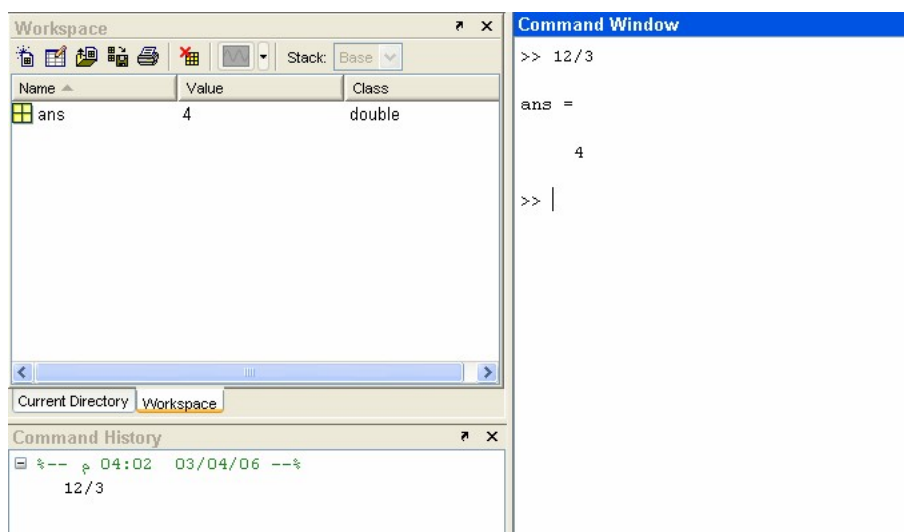 Workspace
Stack: Base
Name Value Class
ans 4 double
Current Directory Workspace
Command History
%-- م 04:02 03/04/06 --%
12/3
Command Window
>> 12/3
ans =
4
>>